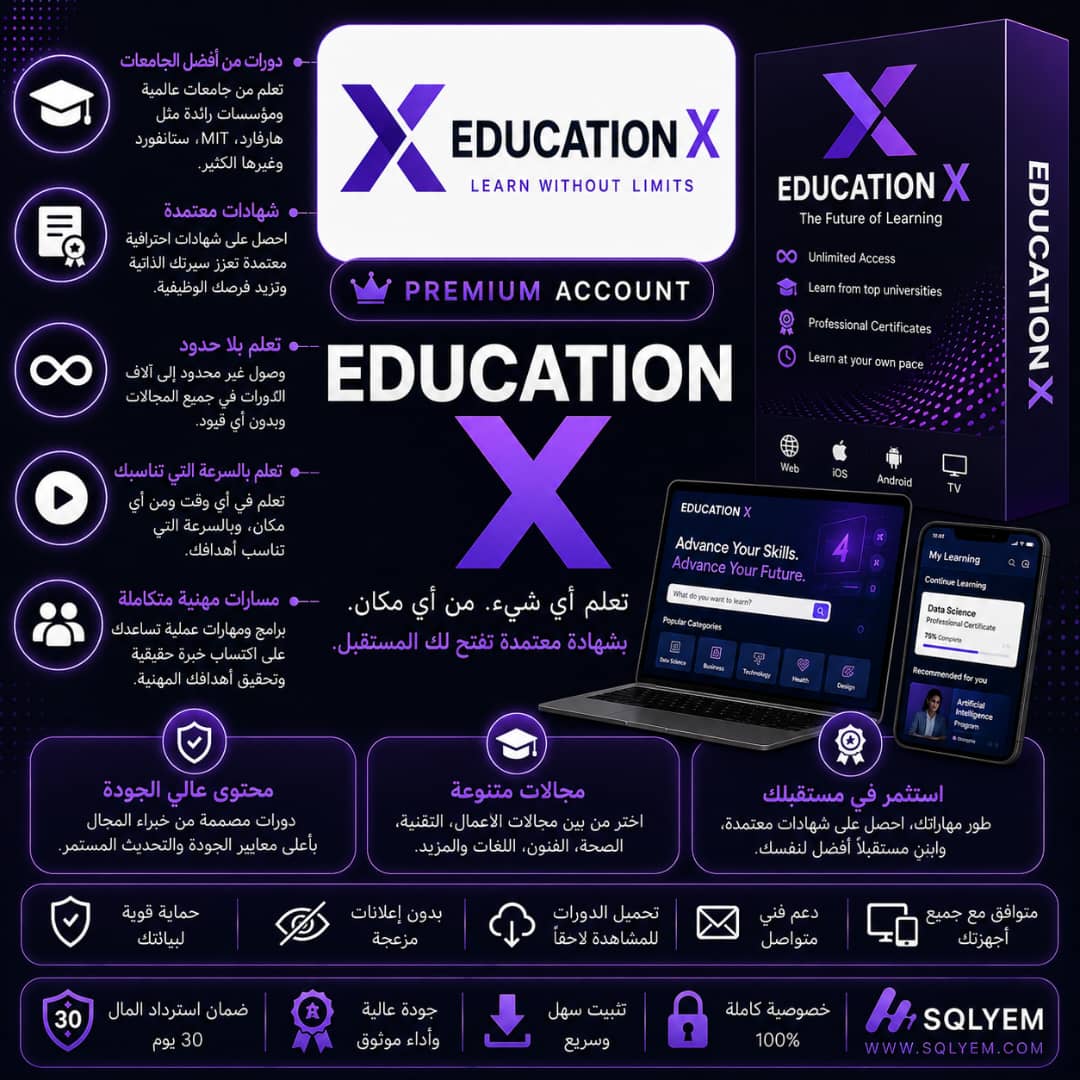 دورات من أفضل الجامعات
تعلم من جامعات عالمية
ومؤسسات رائدة مثل
هارفارد، MIT، ستانفورد
وغيرها الكثير.
شهادات معتمدة
احصل على شهادات احترافية
معتمدة تعزز سيرتك الذاتية
وتزيد فرصك الوظيفية.
تعلم بلا حدود
وصول غير محدود إلى آلاف
الدورات في جميع المجالات
وبدون أي قيود.
تعلم بالسرعة التي تناسبك
تعلم في أي وقت ومن أي
مكان، وبالسرعة التي
تناسب أهدافك.
مسارات مهنية متكاملة
برامج ومهارات عملية تساعدك
على اكتساب خبرة حقيقية
وتحقيق أهدافك المهنية.
EDUCATION X
LEARN WITHOUT LIMITS
PREMIUM ACCOUNT
EDUCATION
X
تعلم أي شيء. من أي مكان.
بشهادة معتمدة تفتح لك المستقبل.
EDUCATION X
The Future of Learning
Unlimited Access
Learn from top universities
Professional Certificates
Learn at your own pace
Web
iOS
Android
TV
EDUCATION X
EDUCATION X
Advance Your Skills.
Advance Your Future.
What do you want to learn?
Popular Categories
Data Science
Business
Technology
Health
Design
4
My Learning
Continue Learning
Data Science
Professional Certificate
75% Complete
Recommended for you
Artificial
Intelligence
Program
استثمر في مستقبلك
طور مهاراتك، احصل على شهادات معتمدة،
وابنِ مستقبلاً أفضل لنفسك.
مجالات متنوعة
اختر من بين مجالات الأعمال، التقنية،
الصحة، الفنون، اللغات والمزيد.
محتوى عالي الجودة
دورات مصممة من خبراء المجال
بأعلى معايير الجودة والتحديث المستمر.
متوافق مع جميع
أجهزتك
دعم فني
متواصل
تحميل الدورات
للمشاهدة لاحقاً
بدون إعلانات
مزعجة
حماية قوية
لبيانتك
SQLYEM
WWW.SQLYEM.COM
خصوصية كاملة
100%
تثبيت سهل
وسريع
جودة عالية
وأداء موثوق
ضمان استرداد المال
30 يوم
30